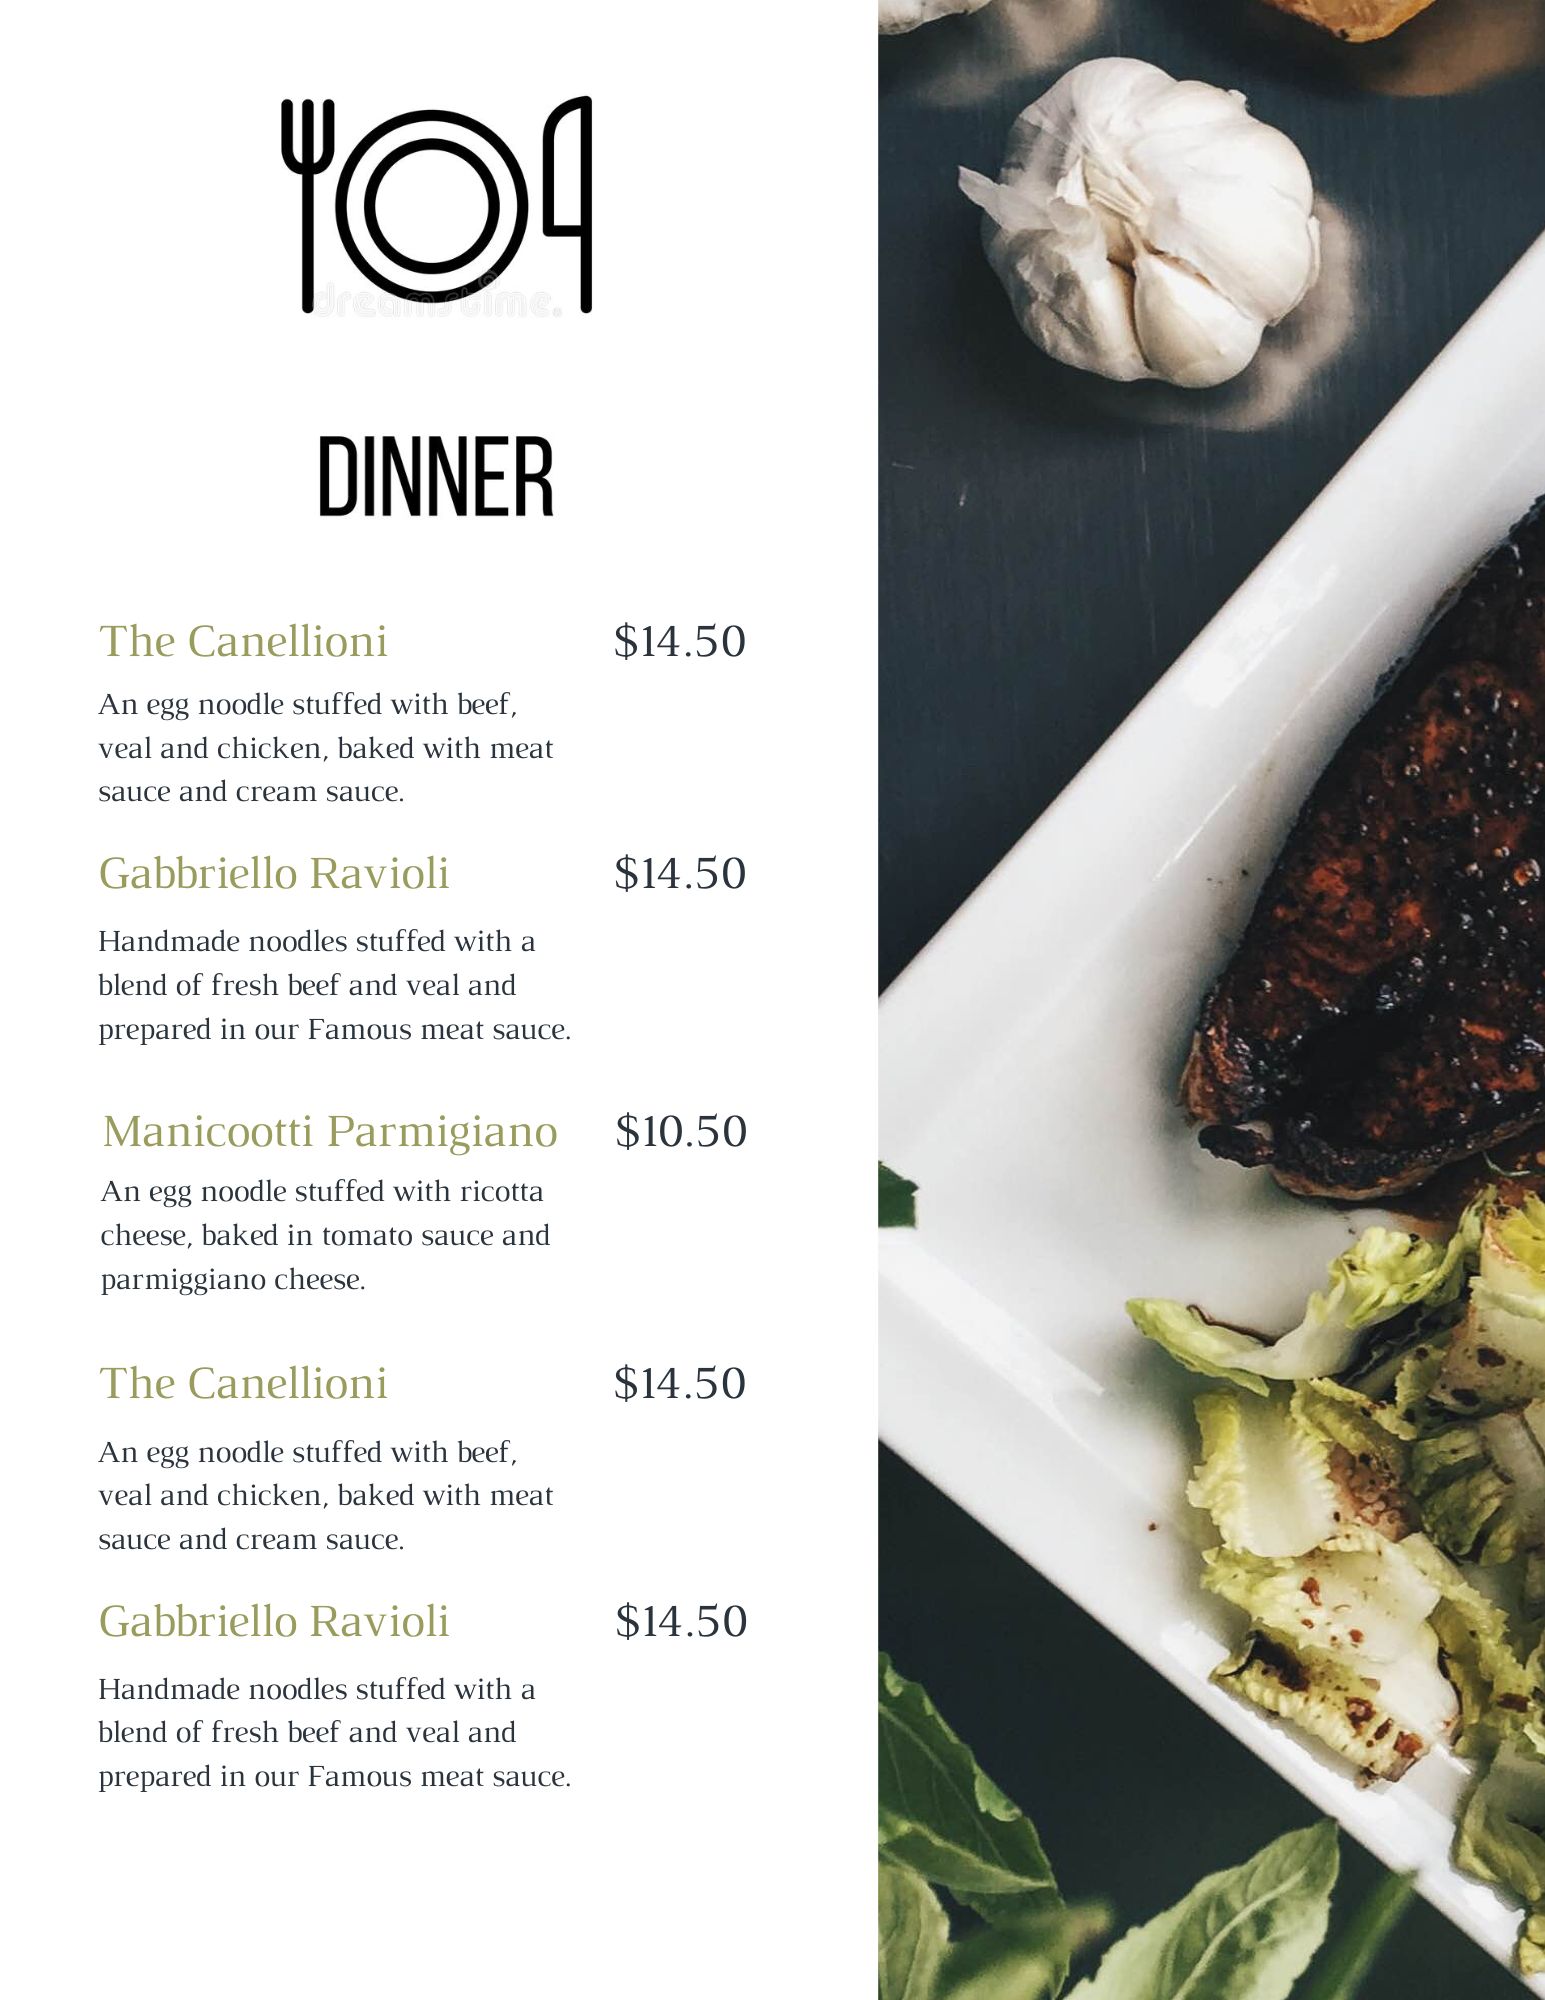 dreamstime.
DINNER
The Canellioni $14.50
An egg noodle stuffed with beef,
veal and chicken, baked with meat
sauce and cream sauce.
Gabbriello Ravioli $14.50
Handmade noodles stuffed with a
blend of fresh beef and veal and
prepared in our Famous meat sauce.
Manicootti Parmigiano $10.50
An egg noodle stuffed with ricotta
cheese, baked in tomato sauce and
parmiggiano cheese.
The Canellioni $14.50
An egg noodle stuffed with beef,
veal and chicken, baked with meat
sauce and cream sauce.
Gabbriello Ravioli $14.50
Handmade noodles stuffed with a
blend of fresh beef and veal and
prepared in our Famous meat sauce.